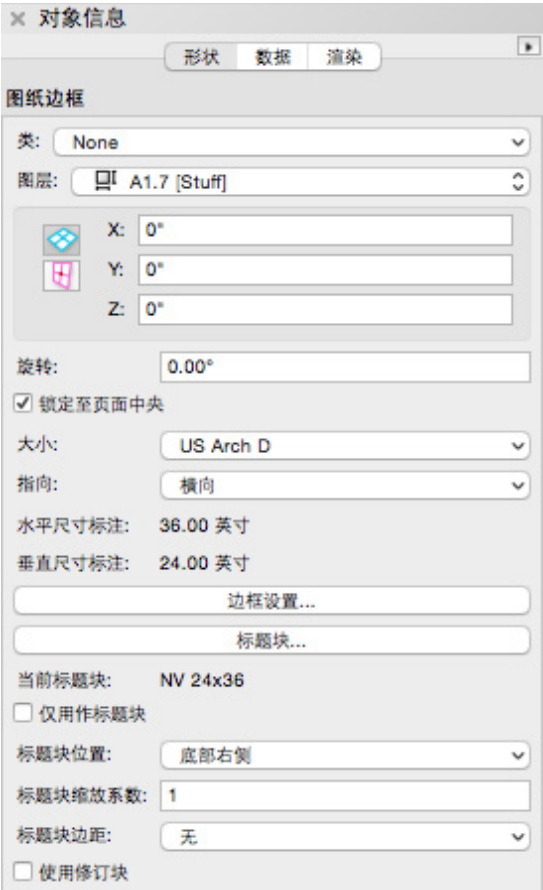 对象信息
形状 数据 渲染
图纸边框
类: None
图层: A1.7 [Stuff]
X: 0"
Y: 0"
Z: 0"
旋转: 0.00°
锁定至页面中央
大小: US Arch D
指向: 横向
水平尺寸标注: 36.00 英寸
垂直尺寸标注: 24.00 英寸
边框设置...
标题块...
当前标题块: NV 24x36
仅用作标题块
标题块位置: 底部右侧
标题块缩放系数: 1
标题块边距: 无
使用修订块